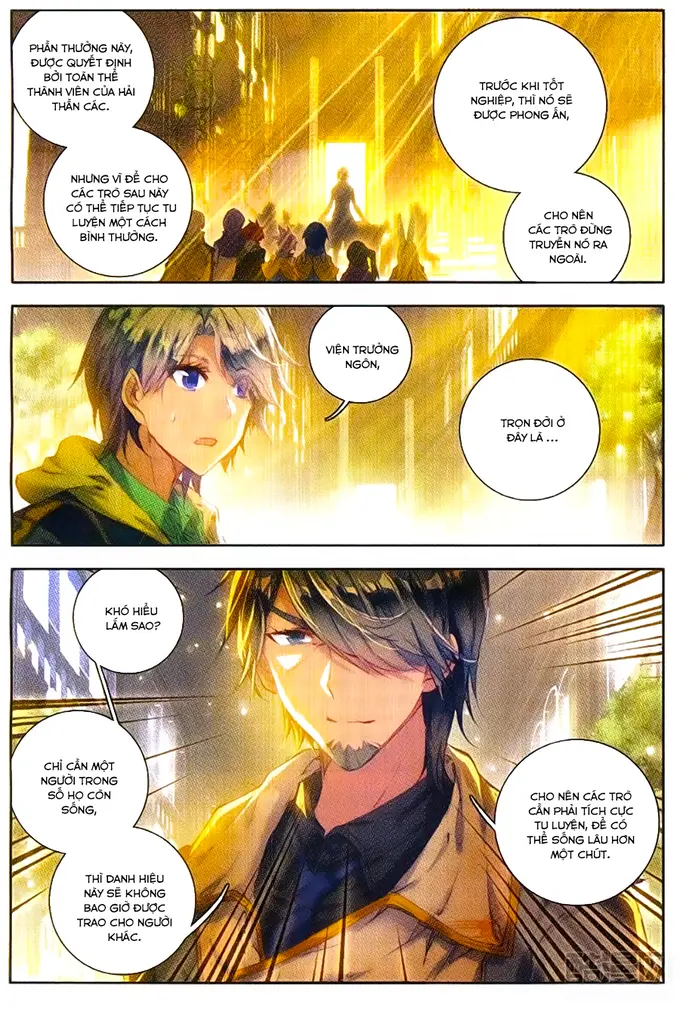 PHẦN THƯỞNG NÀY,
ĐƯỢC QUYẾT ĐỊNH
BỞI TOÀN THỂ
THÀNH VIÊN CỦA HẢI
THẦN CÁC.
NHƯNG VÌ ĐỂ CHO
CÁC TRÒ SAU NÀY
CÓ THỂ TIẾP TỤC TU
LUYỆN MỘT CÁCH
BÌNH THƯỜNG.
TRƯỚC KHI TỐT
NGHIỆP, THÌ NÓ SẼ
ĐƯỢC PHONG ẤN,
CHO NÊN
CÁC TRÒ ĐỪNG
TRUYỀN NÓ RA
NGOÀI.
VIỆN TRƯỞNG
NGÔN,
TRỌN ĐỜI Ở
ĐÂY LÀ ...
KHÓ HIỂU
LẮM SAO?
CHỈ CẦN MỘT
NGƯỜI TRONG
SỐ HỌ CÒN
SỐNG,
THÌ DANH HIỆU
NÀY SẼ KHÔNG
BAO GIỜ ĐƯỢC
TRAO CHO NGƯỜI
KHÁC.
CHO NÊN CÁC TRÒ
CẦN PHẢI TÍCH CỰC
TU LUYỆN, ĐỂ CÓ
THỂ SỐNG LÂU HƠN
MỘT CHÚT.